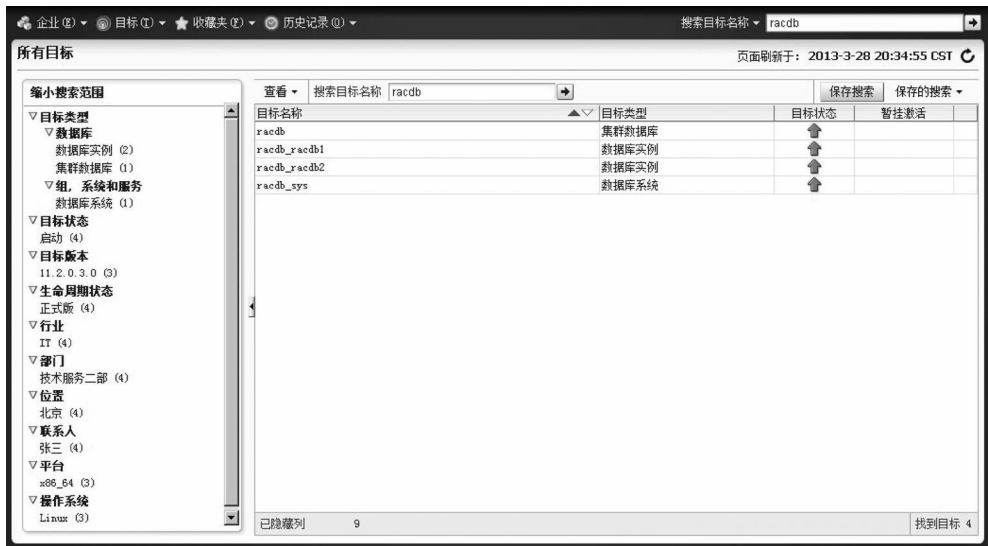 企业(E) 目标(T) 收藏夹(F) 历史记录(O) 搜索目标名称 racdb
所有目标 页面刷新于: 2013-3-28 20:34:55 CST
缩小搜索范围
目标类型
数据库
数据库实例 (2)
集群数据库 (1)
组, 系统和服务
数据库系统 (1)
目标状态
启动 (4)
目标版本
11.2.0.3.0 (3)
生命周期状态
正式版 (4)
行业
IT (4)
部门
技术服务二部 (4)
位置
北京 (4)
联系人
张三 (4)
平台
x86_64 (3)
操作系统
Linux (3)
查看 搜索目标名称 racdb 保存搜索 保存的搜索
目标名称 目标类型 目标状态 暂挂激活
racdb 集群数据库
racdb_racdb1 数据库实例
racdb_racdb2 数据库实例
racdb_sys 数据库系统
已隐藏列 9 找到目标 4